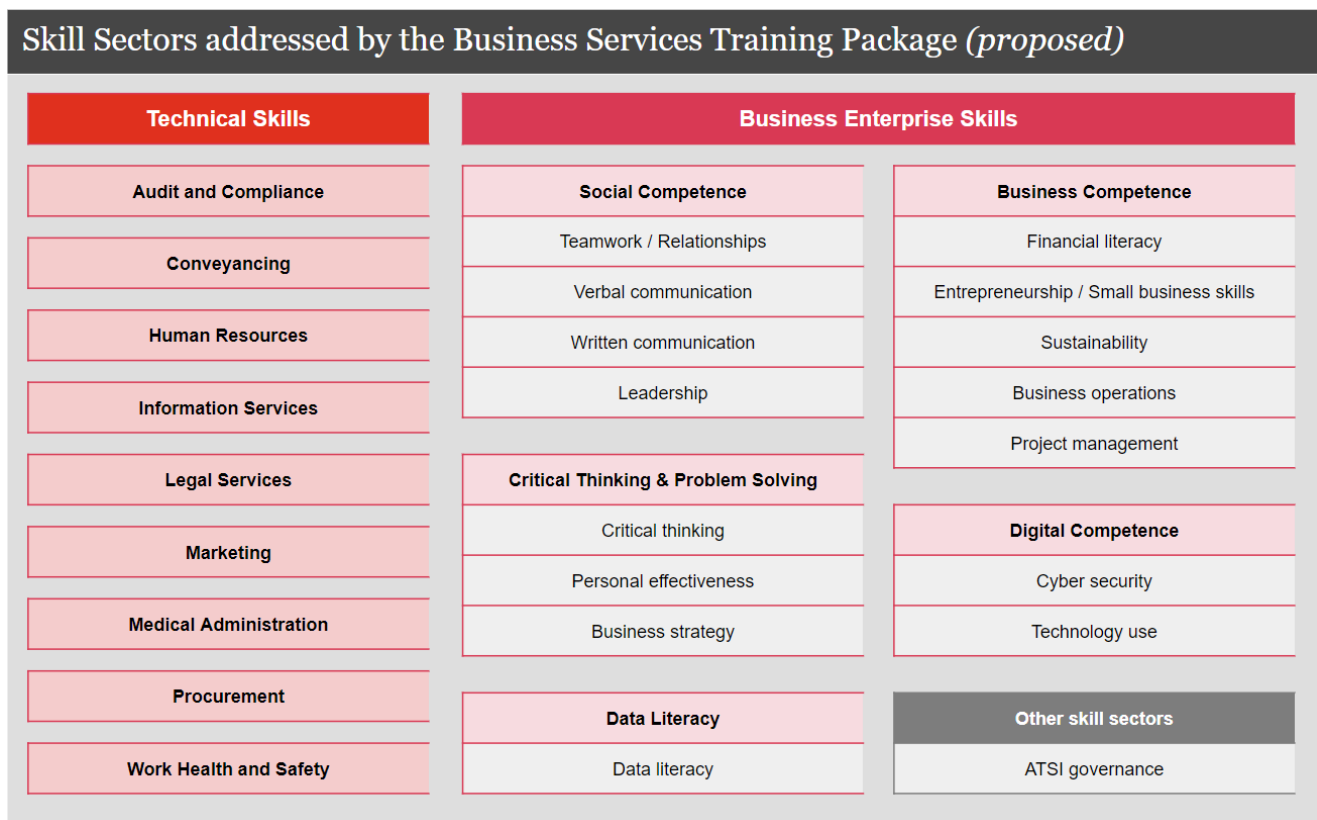 Skill Sectors addressed by the Business Services Training Package (proposed)
Technical Skills
Audit and Compliance
Conveyancing
Human Resources
Information Services
Legal Services
Marketing
Medical Administration
Procurement
Work Health and Safety
Business Enterprise Skills
Social Competence
Teamwork / Relationships
Verbal communication
Written communication
Leadership
Critical Thinking & Problem Solving
Critical thinking
Personal effectiveness
Business strategy
Data Literacy
Data literacy
Business Competence
Financial literacy
Entrepreneurship / Small business skills
Sustainability
Business operations
Project management
Digital Competence
Cyber security
Technology use
Other skill sectors
ATSI governance